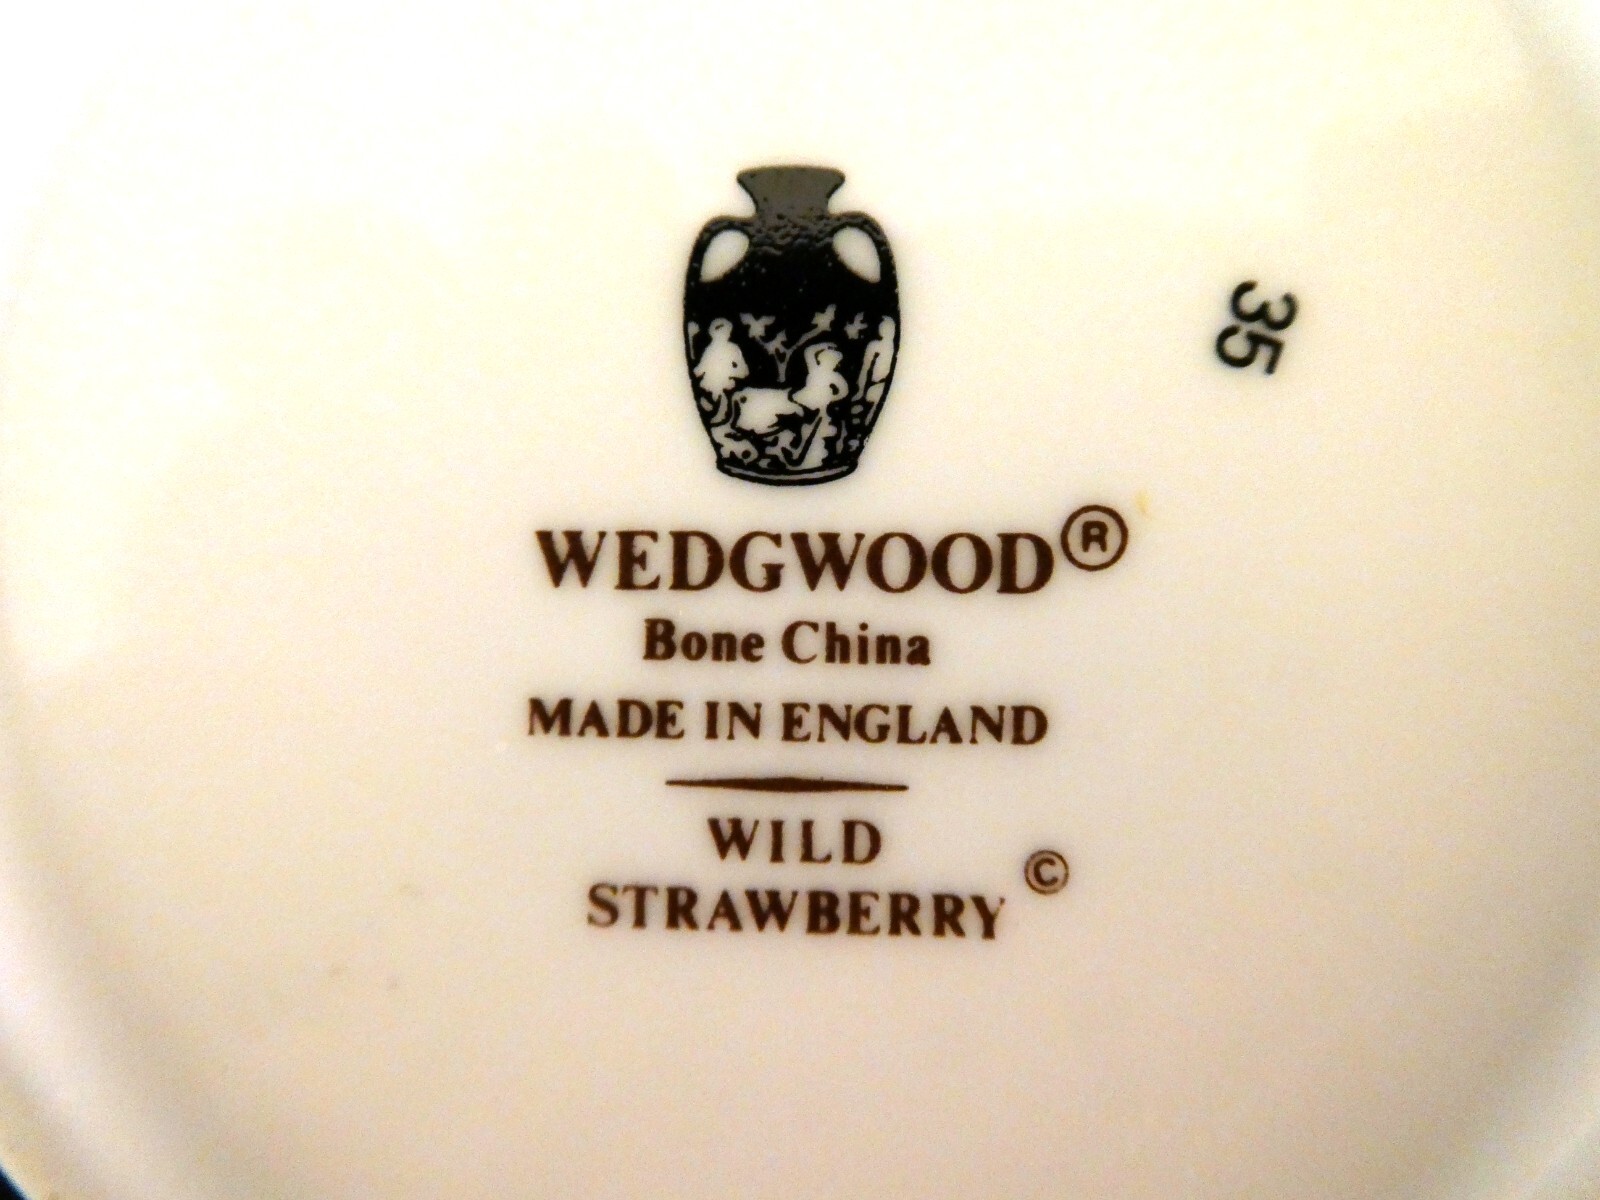 35
WEDGWOOD®
Bone China
MADE IN ENGLAND
WILD
STRAWBERRY ©